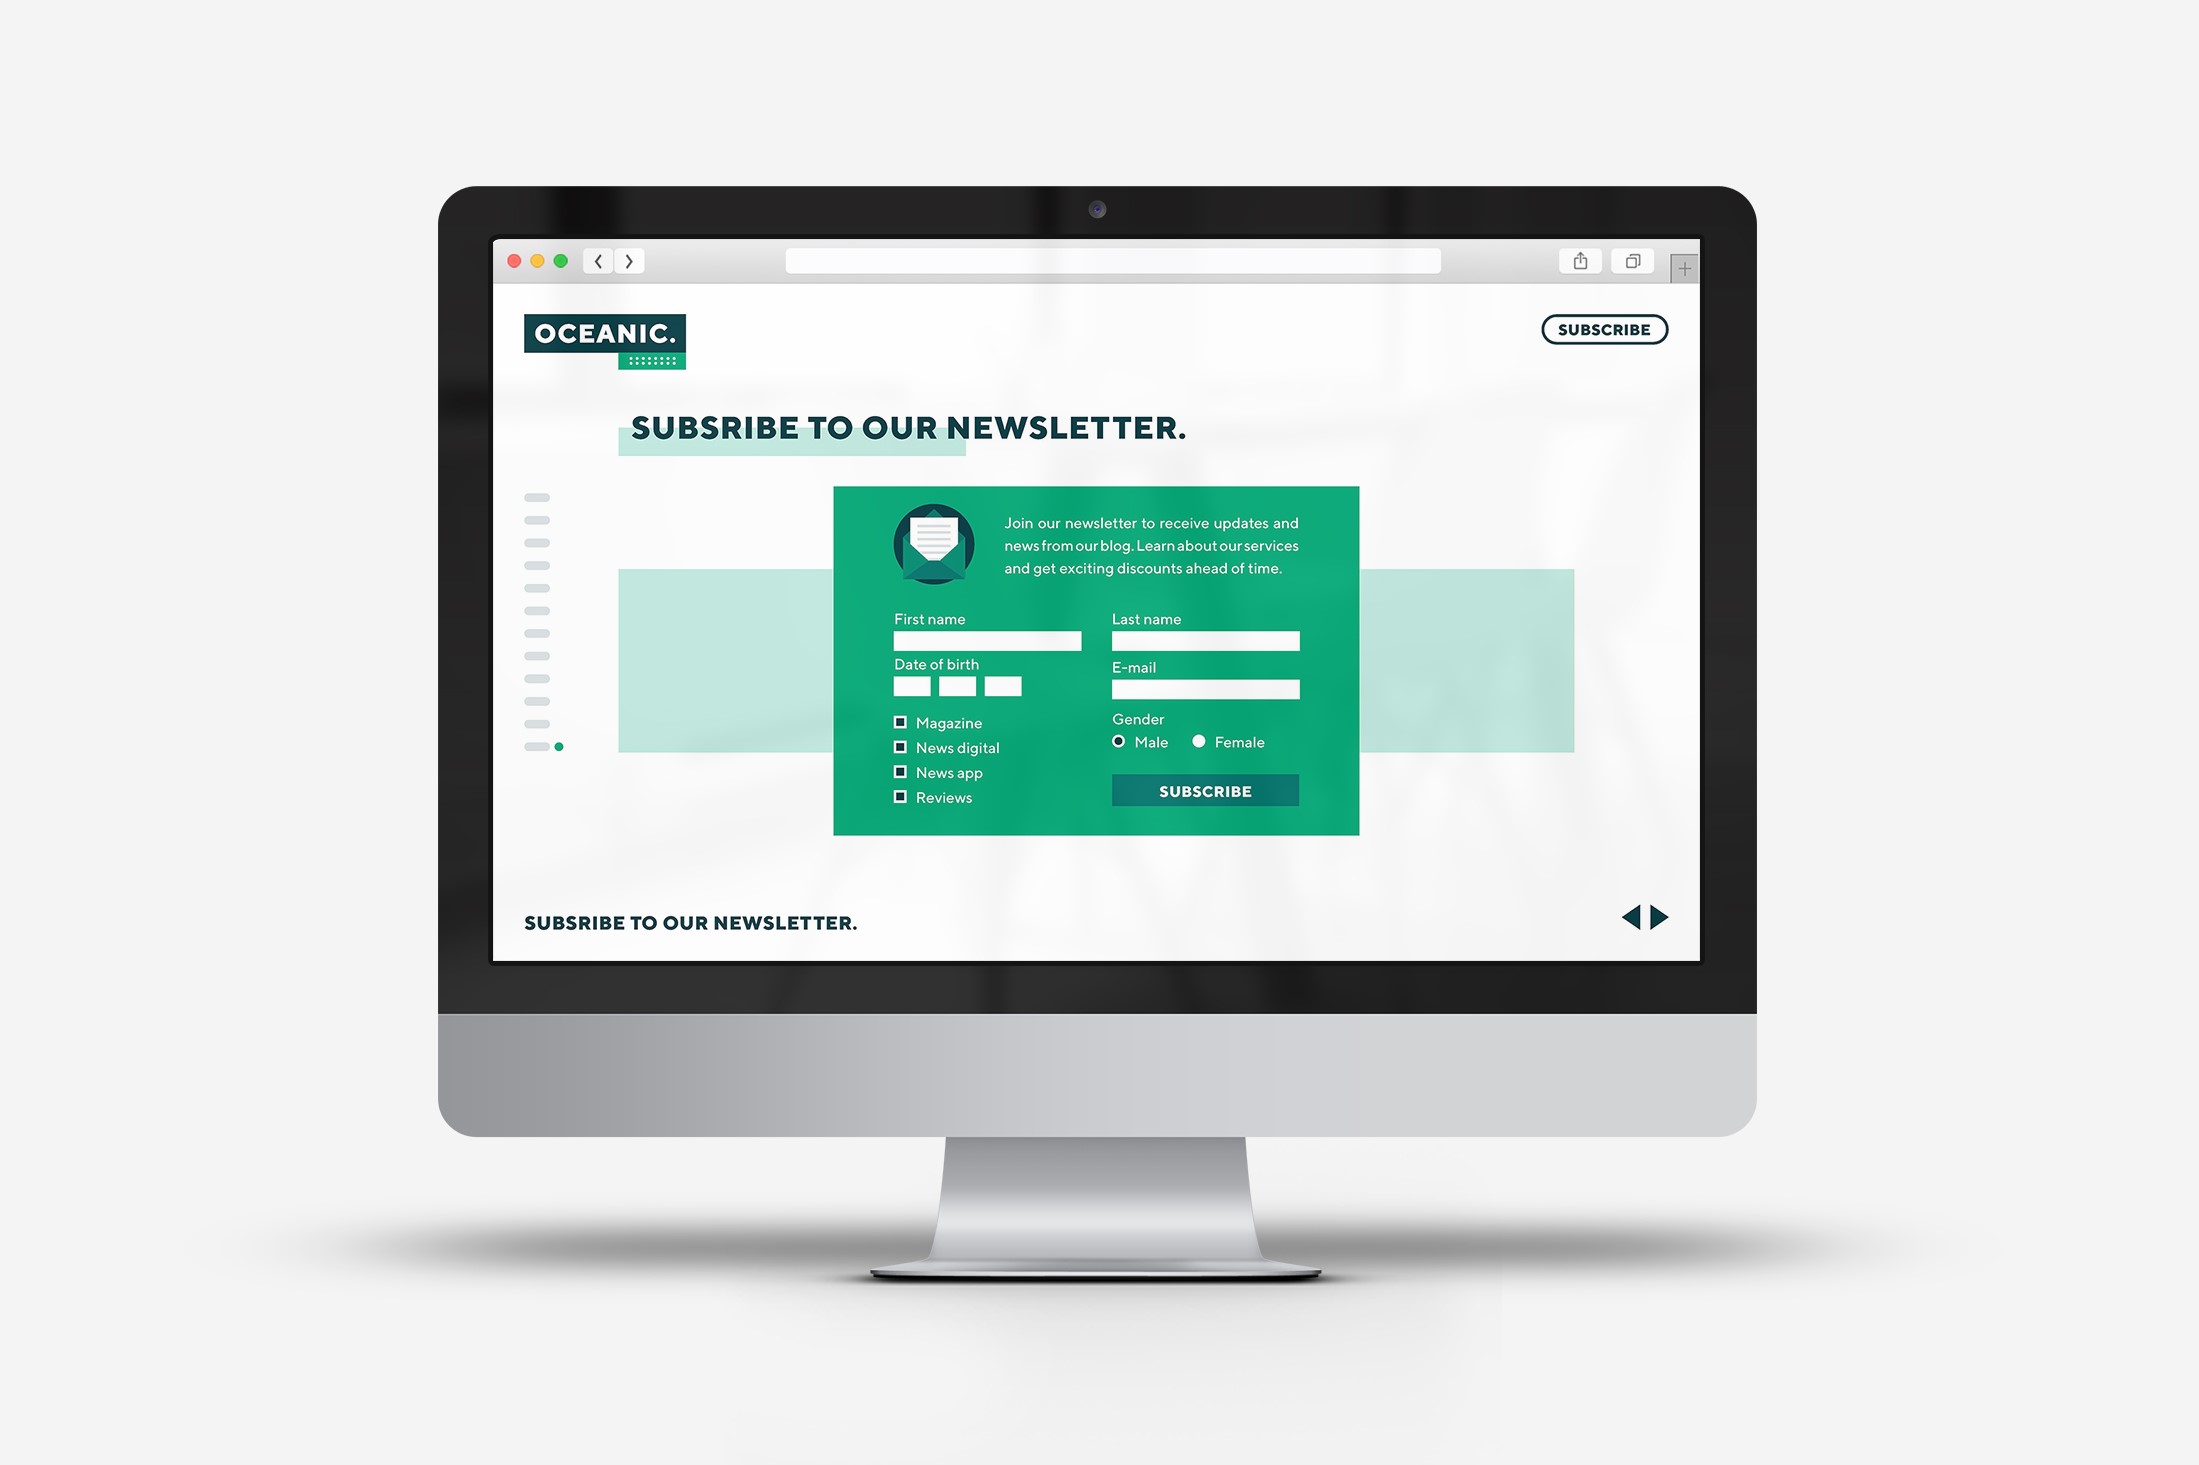 OCEANIC.
SUBSCRIBE
SUBSRIBE TO OUR NEWSLETTER.
Join our newsletter to receive updates and
news from our blog. Learn about our services
and get exciting discounts ahead of time.
First name
Last name
Date of birth
E-mail
Magazine
News digital
News app
Reviews
Gender
Male
Female
SUBSCRIBE
SUBSRIBE TO OUR NEWSLETTER.